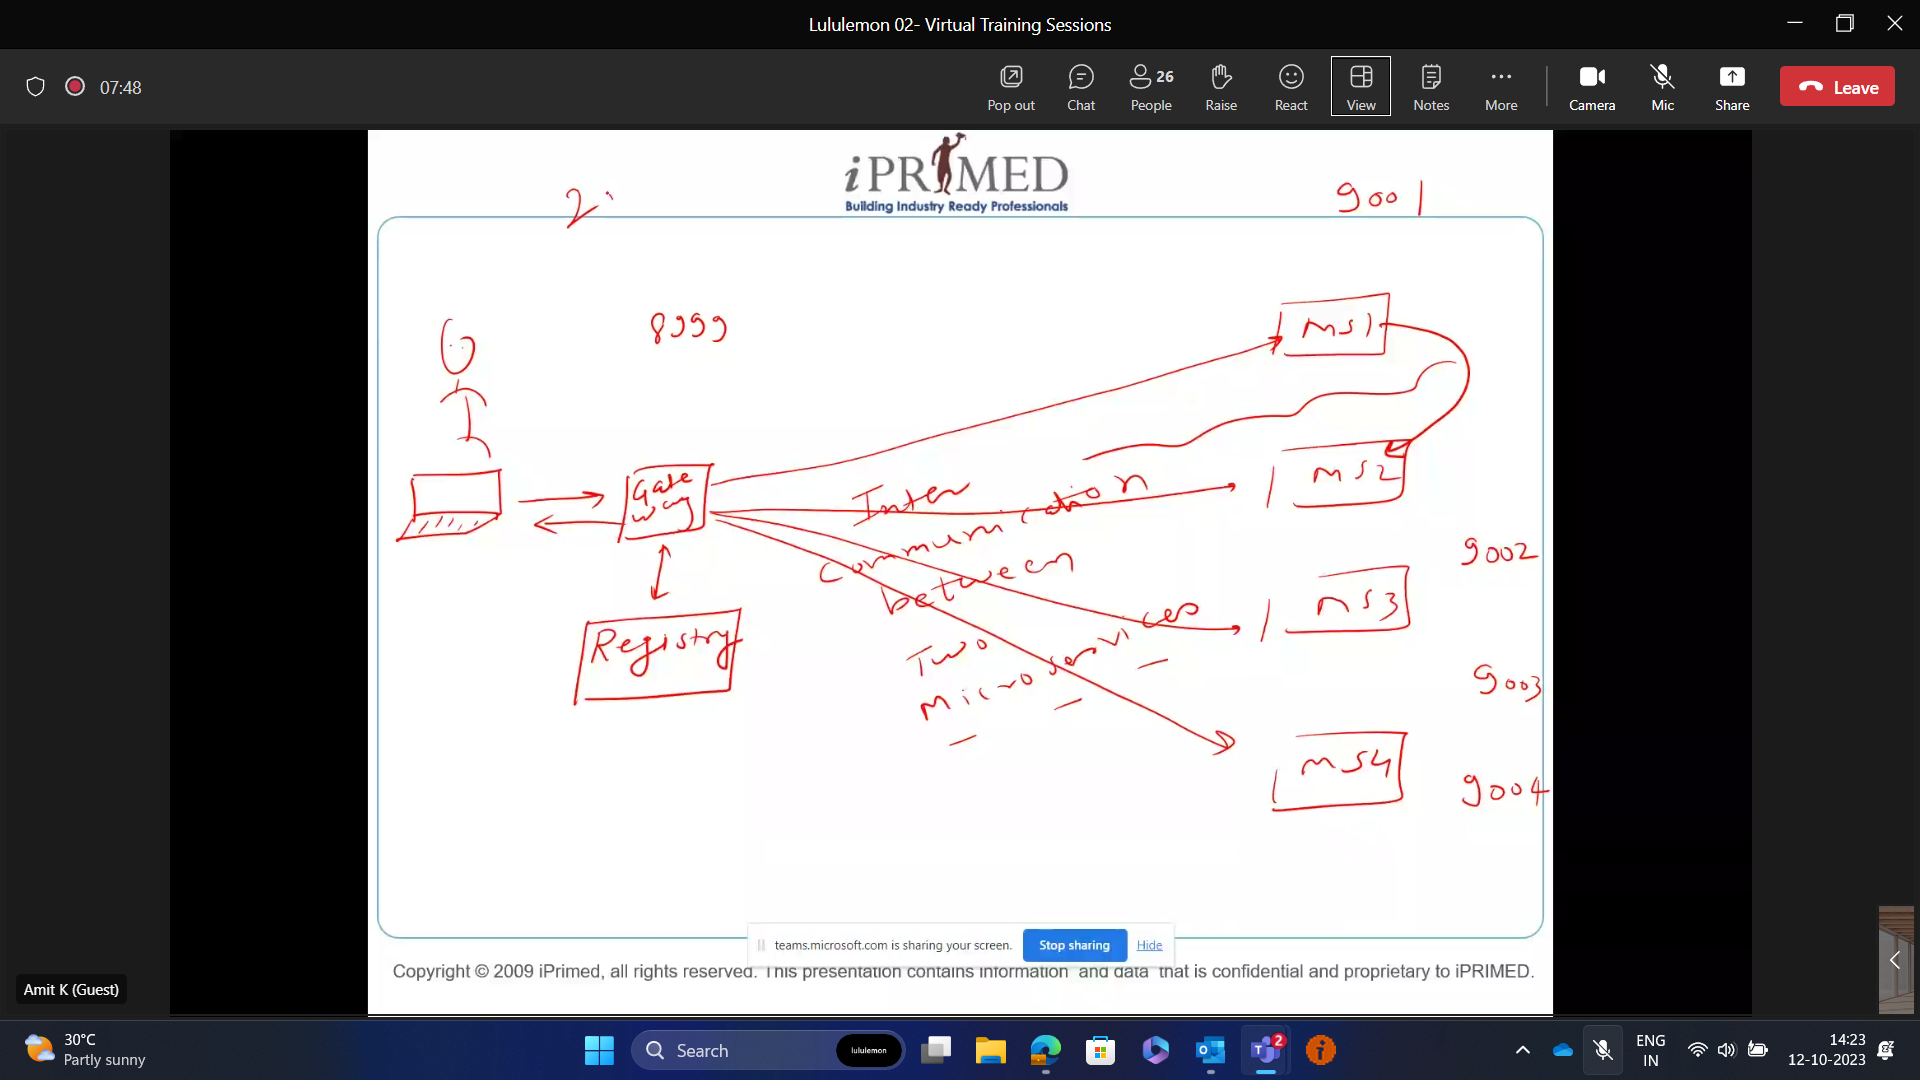 Lululemon 02- Virtual Training Sessions
07:48
Pop out
Chat
26
People
Raise
React
View
Notes
More
Camera
Mic
Share
Leave
iPRIMED
Building Industry Ready Professionals
2
9001
8999
MS1
Gate
way
Inter
communication
between
Two
microservices
MS2
9002
MS3
Registry
9003
MS4
9004
teams.microsoft.com is sharing your screen.
Stop sharing
Hide
Copyright © 2009 iPrimed, all rights reserved. This presentation contains information and data that is confidential and proprietary to iPRIMED.
Amit K (Guest)
30°C
Partly sunny
Search
lululemon
2
ENG
IN
14:23
12-10-2023